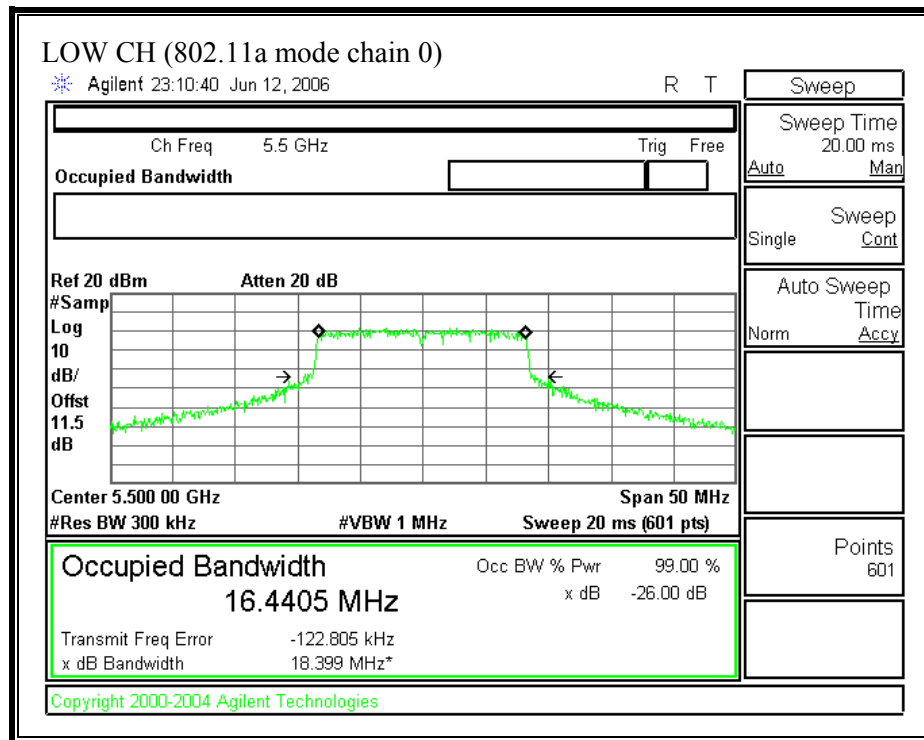 LOW CH (802.11a mode chain 0)
Agilent 23:10:40 Jun 12, 2006 R T
Sweep
Ch Freq 5.5 GHz Trig Free
Occupied Bandwidth
Sweep Time
20.00 ms
Auto Man
Sweep
Single Cont
Auto Sweep
Time
Norm Accy
Points
601
Ref 20 dBm Atten 20 dB
#Samp
Log
10
dB/
Offst
11.5
dB
Center 5.500 00 GHz Span 50 MHz
#Res BW 300 kHz #VBW 1 MHz Sweep 20 ms (601 pts)
Occupied Bandwidth
16.4405 MHz
Occ BW % Pwr 99.00 %
x dB -26.00 dB
Transmit Freq Error -122.805 kHz
x dB Bandwidth 18.399 MHz*
Copyright 2000-2004 Agilent Technologies